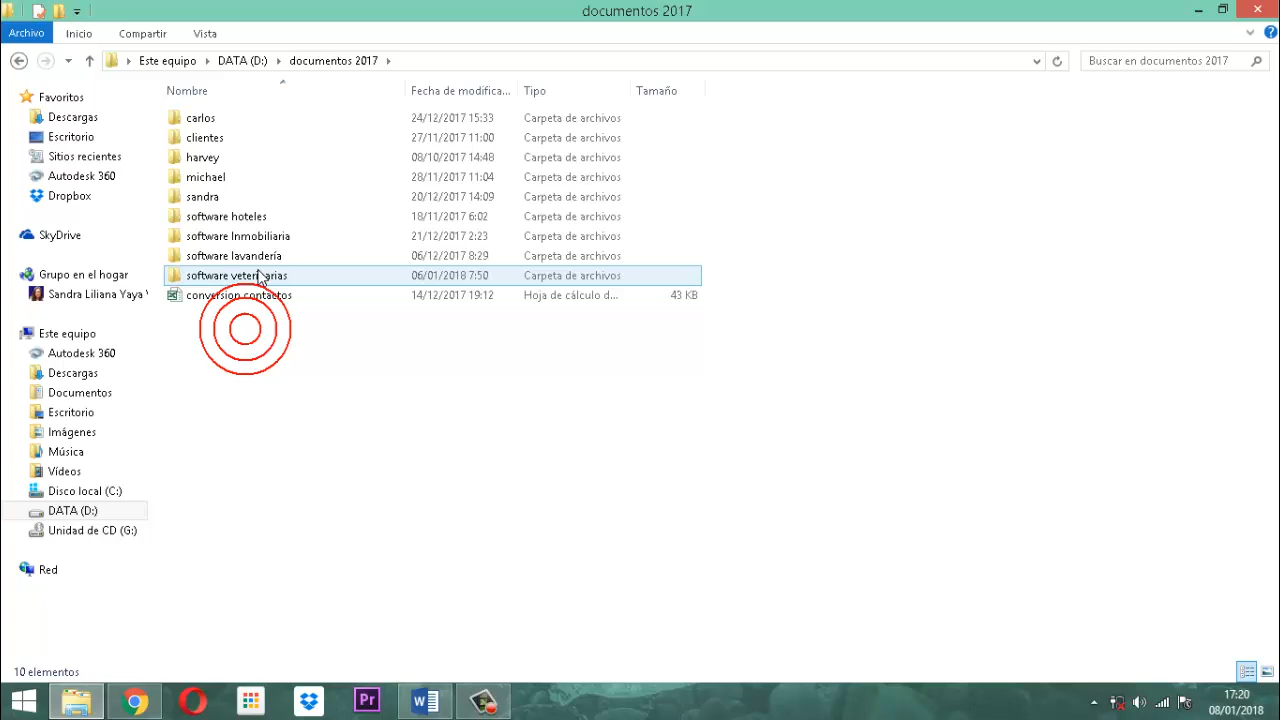 documentos 2017
Archivo Inicio Compartir Vista
Este equipo DATA (D:) documentos 2017 Buscar en documentos 2017
Nombre Fecha de modifica... Tipo Tamaño
carlos 24/12/2017 15:33 Carpeta de archivos
clientes 27/11/2017 11:00 Carpeta de archivos
harvey 08/10/2017 14:48 Carpeta de archivos
michael 28/11/2017 11:04 Carpeta de archivos
sandra 20/12/2017 14:09 Carpeta de archivos
software hoteles 18/11/2017 6:02 Carpeta de archivos
software Inmobiliaria 21/12/2017 2:23 Carpeta de archivos
software lavandería 06/12/2017 8:29 Carpeta de archivos
software veterinarias 06/01/2018 7:50 Carpeta de archivos
conversion contactos 14/12/2017 19:12 Hoja de cálculo d... 43 KB
Favoritos
Descargas
Escritorio
Sitios recientes
Autodesk 360
Dropbox
SkyDrive
Grupo en el hogar
Sandra Liliana Yaya
Este equipo
Autodesk 360
Descargas
Documentos
Escritorio
Imágenes
Música
Vídeos
Disco local (C:)
DATA (D:)
Unidad de CD (G:)
Red
10 elementos
Pr
17:20
08/01/2018